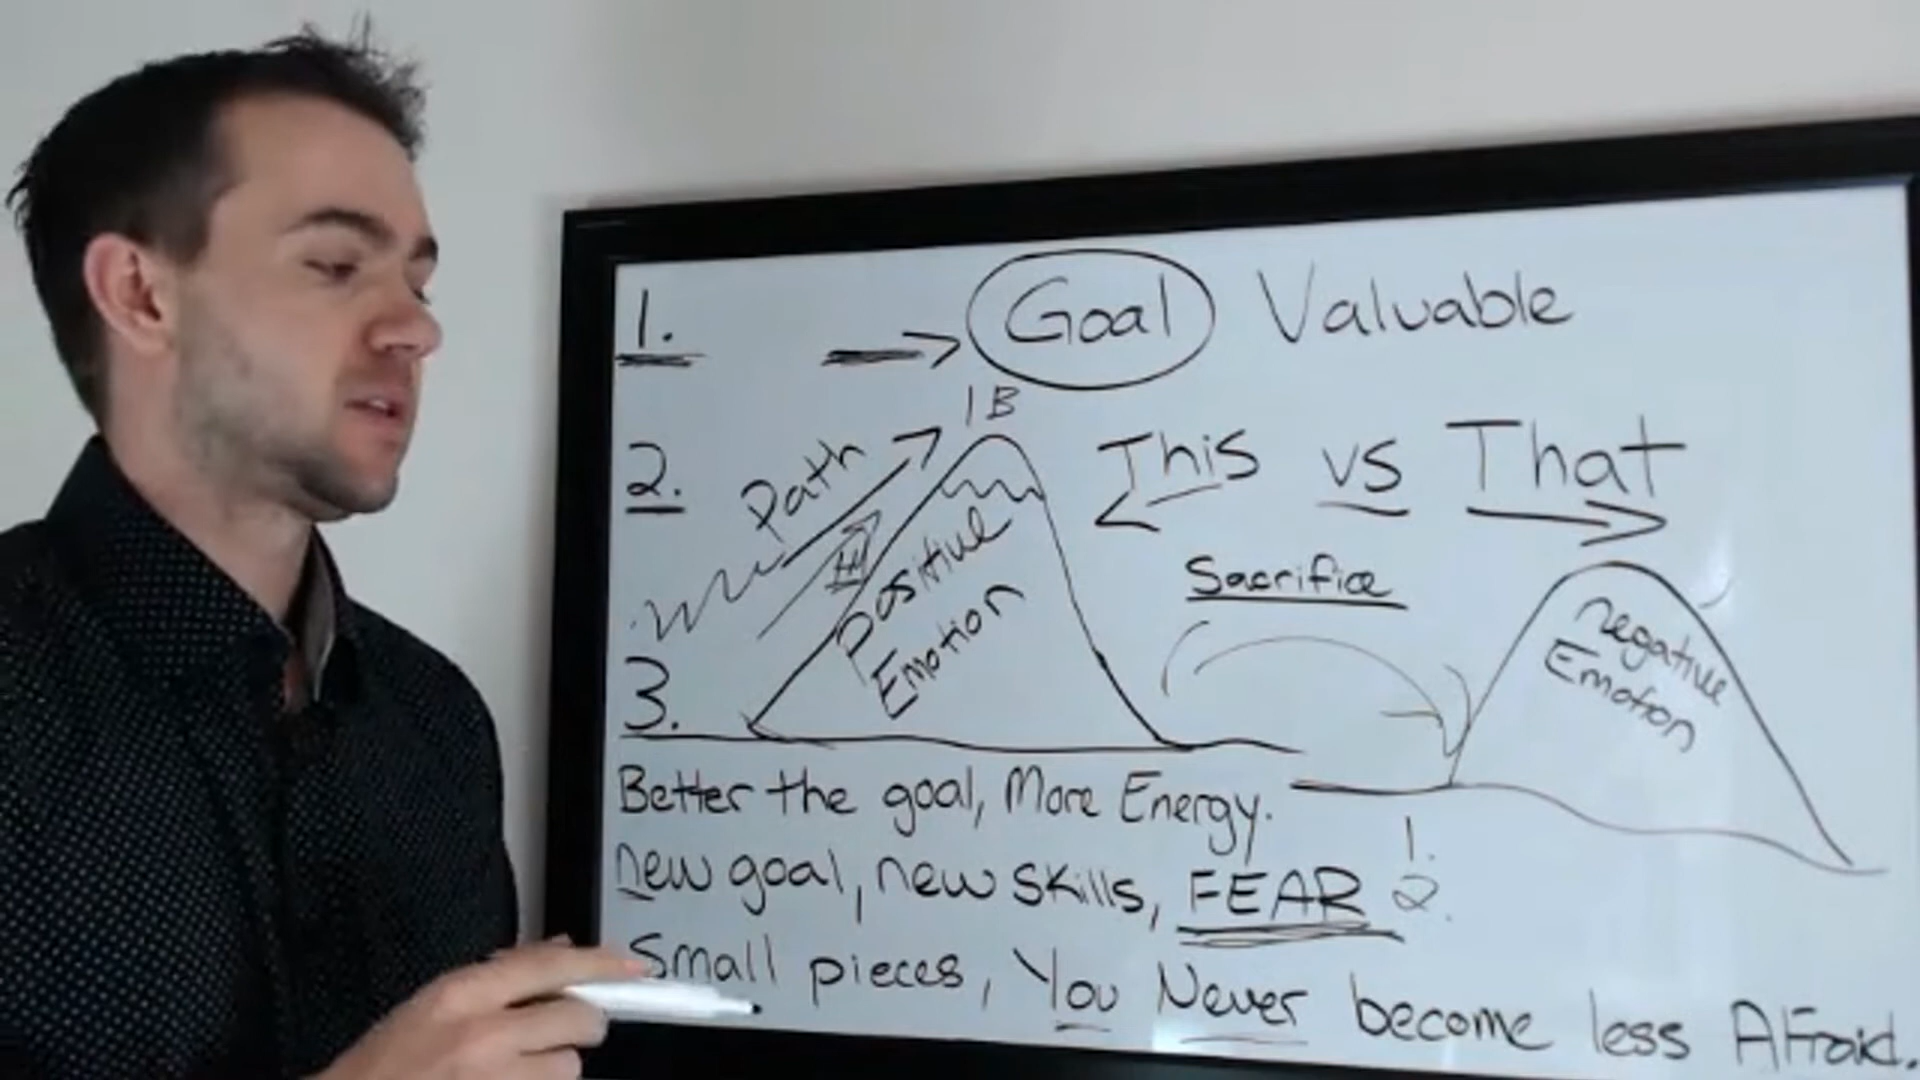 1. Goal Valuable
1B
2. Path This vs That
Sacrifice
Positive
Emotion
negative
Emotion
3.
Better the goal, More Energy.
new goal, new skills, FEAR
1.
2.
Small pieces, You Never become less Afraid.